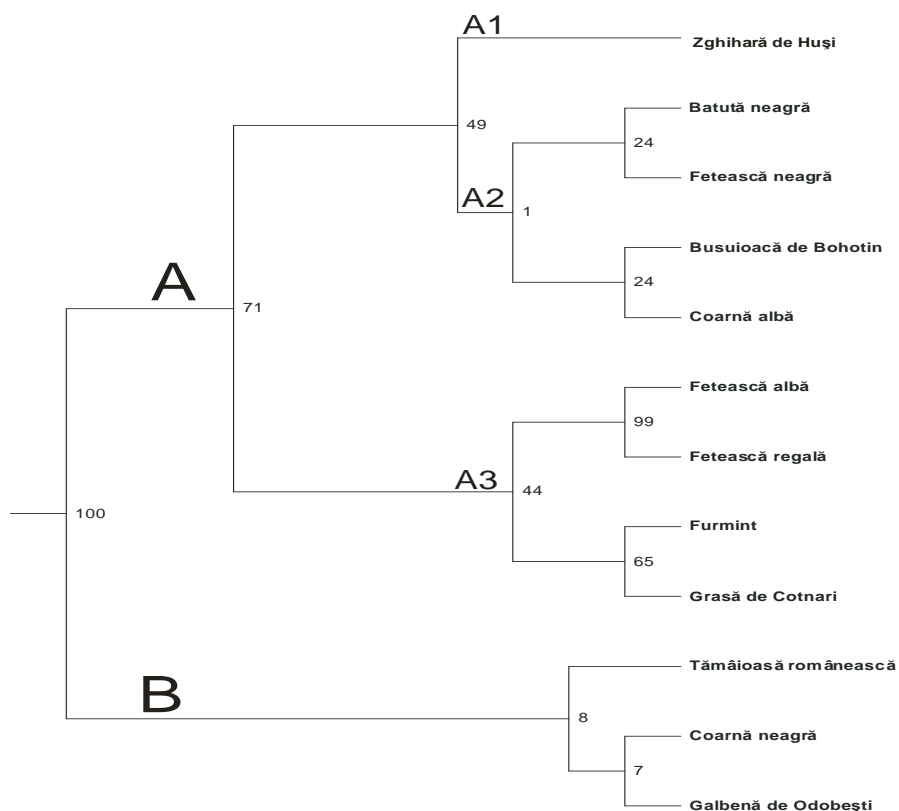 A1
Zghihară de Huşi
Batută neagră
49
24
Fetească neagră
A2
1
Busuioacă de Bohotin
24
A
Coarnă albă
71
Fetească albă
99
Fetească regală
A3
44
100
Furmint
65
Grasă de Cotnari
Tămâioasă românească
B
8
Coarnă neagră
7
Galbenă de Odobeşti